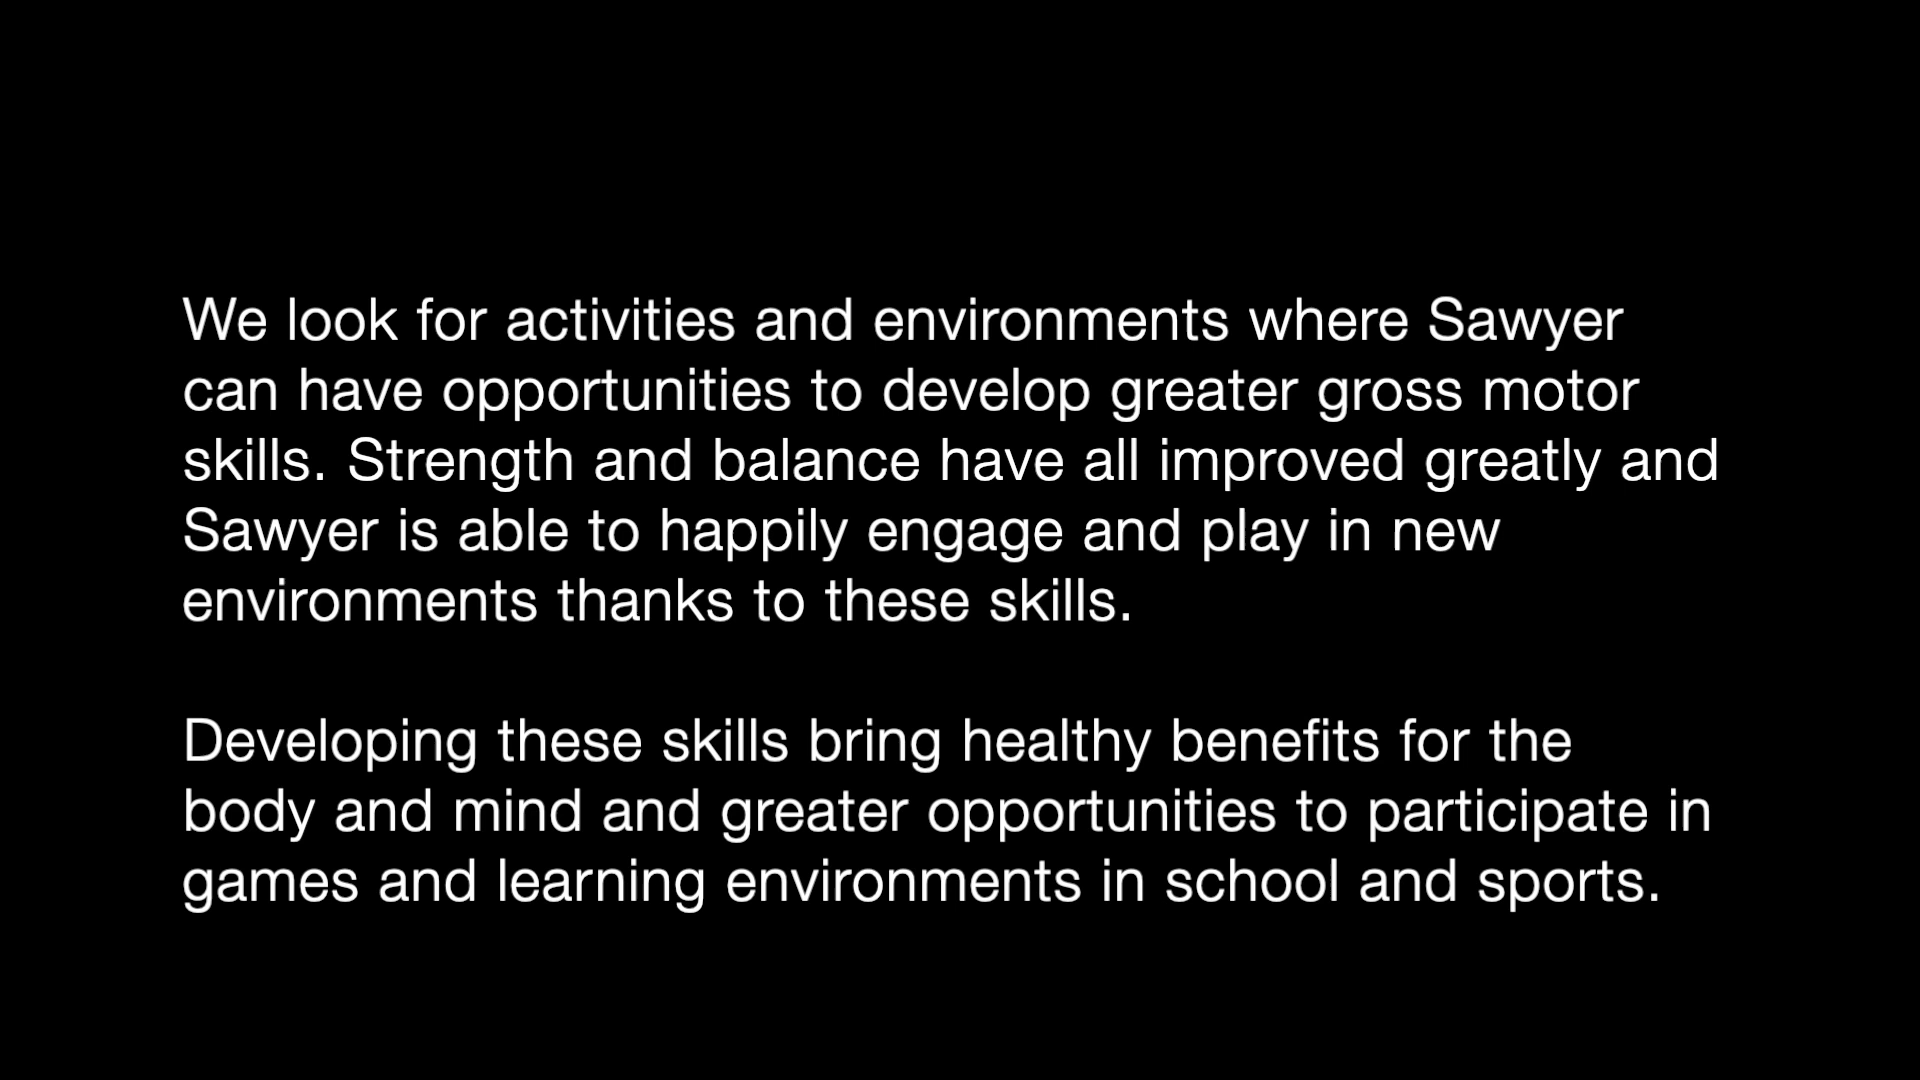 We look for activities and environments where Sawyer
can have opportunities to develop greater gross motor
skills. Strength and balance have all improved greatly and
Sawyer is able to happily engage and play in new
environments thanks to these skills.
Developing these skills bring healthy benefits for the
body and mind and greater opportunities to participate in
games and learning environments in school and sports.